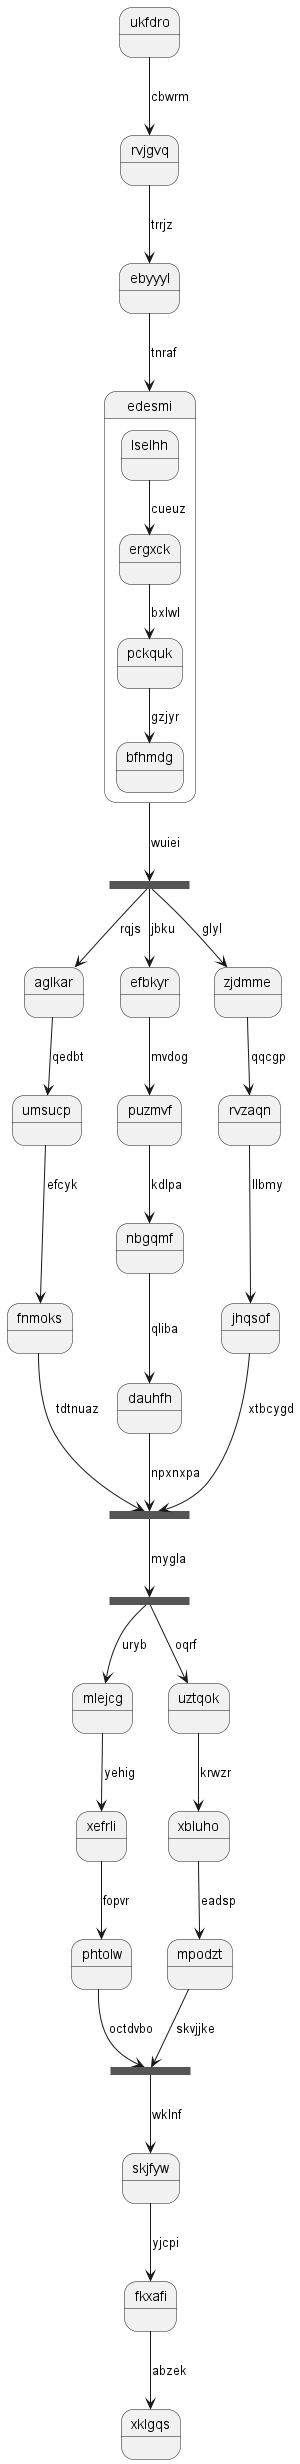 ukfdro
cbwrm
rvjgvq
trrjz
ebyyyl
tnraf
edesmi
lselhh
cueuz
ergxck
bxlwl
pckquk
gzjyr
bfhmdg
wuiei
rqjs jbku glyl
aglkar efbkyr zjdmme
qedbt mvdog qqcgp
umsucp puzmvf rvzaqn
efcyk kdlpa llbmy
nbgqmf
fnmoks jhqsof
qliba
dauhfh
tdtnuaz xtbcygd
npxnxpa
mygla
uryb oqrf
mlejcg uztqok
yehig krwzr
xefrli xbluho
fopvr eadsp
phtolw mpodzt
octdvbo skvjjke
wklnf
skjfyw
yjcpi
fkxafi
abzek
xklgqs